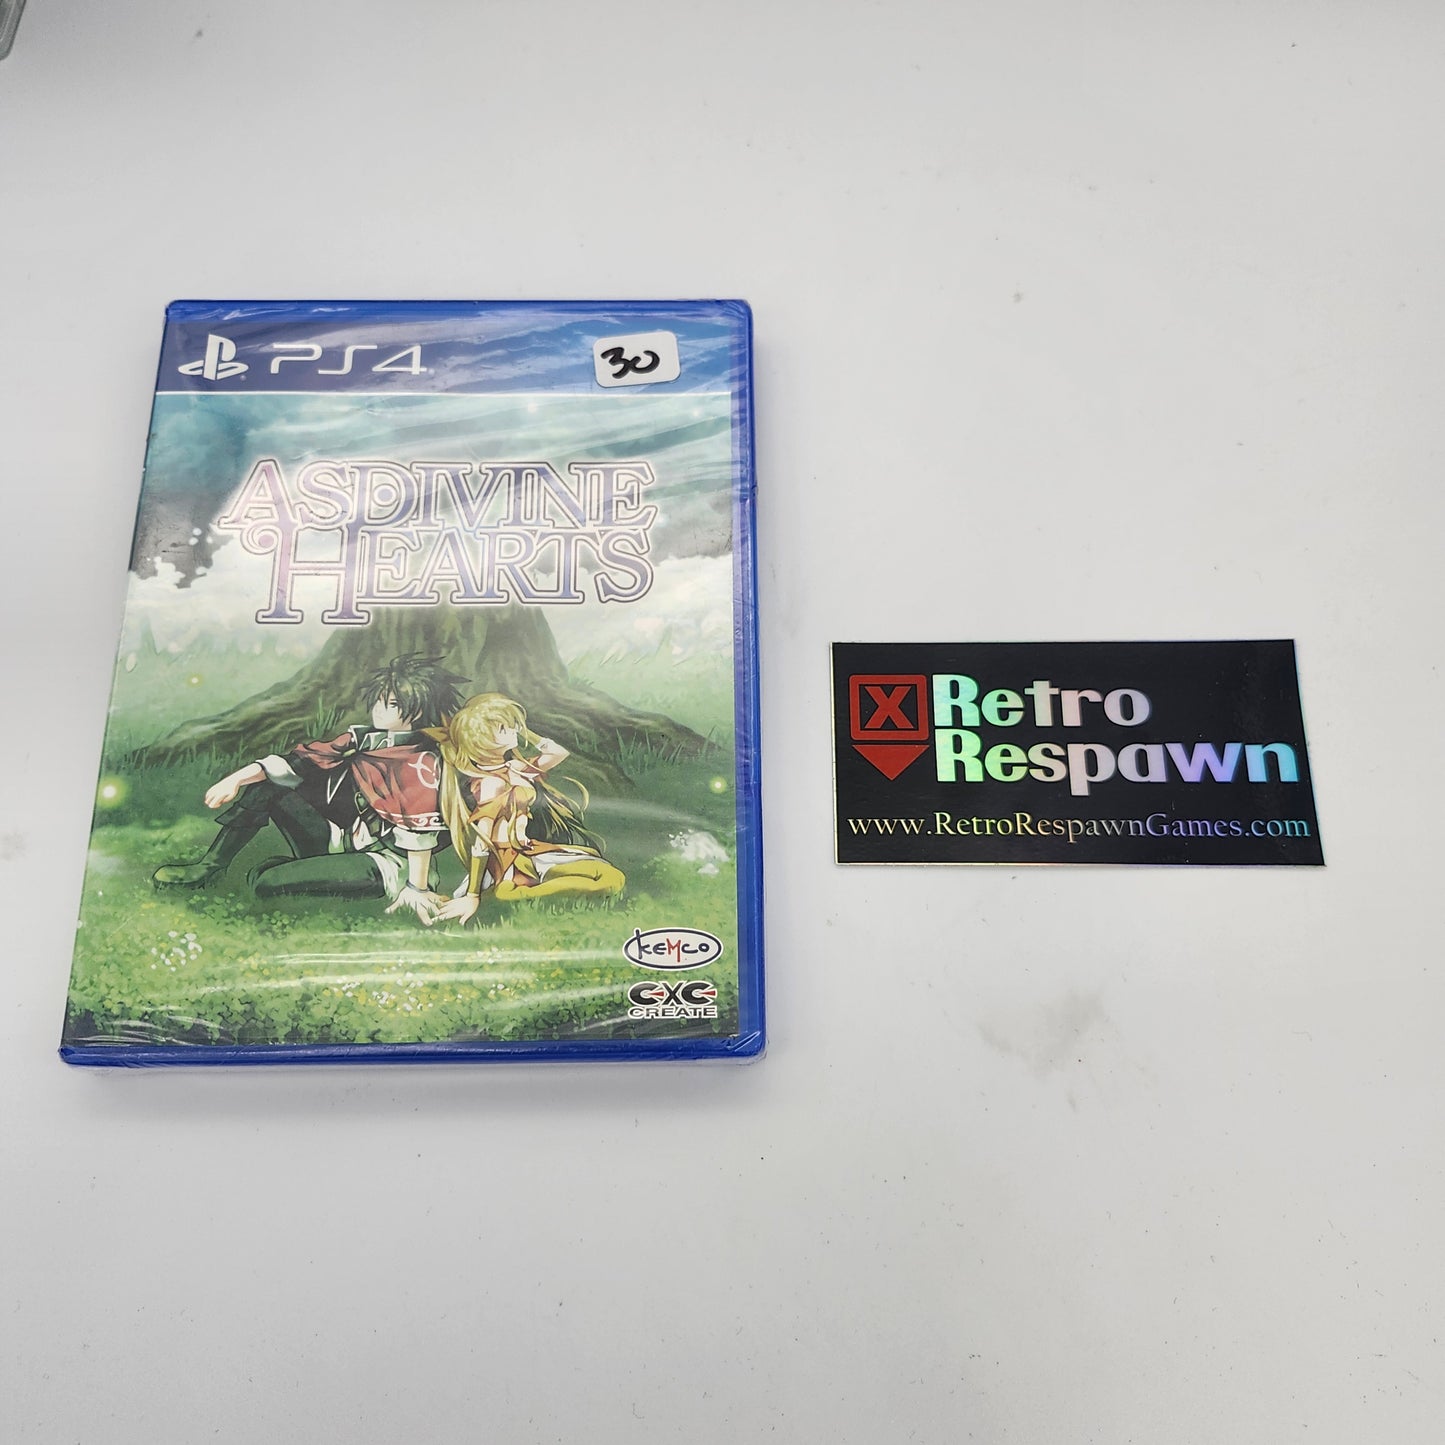 PS4
30
ASDIVINE
HEARTS
KEMCO
CXC
CREATE
X Retro
Respawn
www.RetroRespawnGames.com